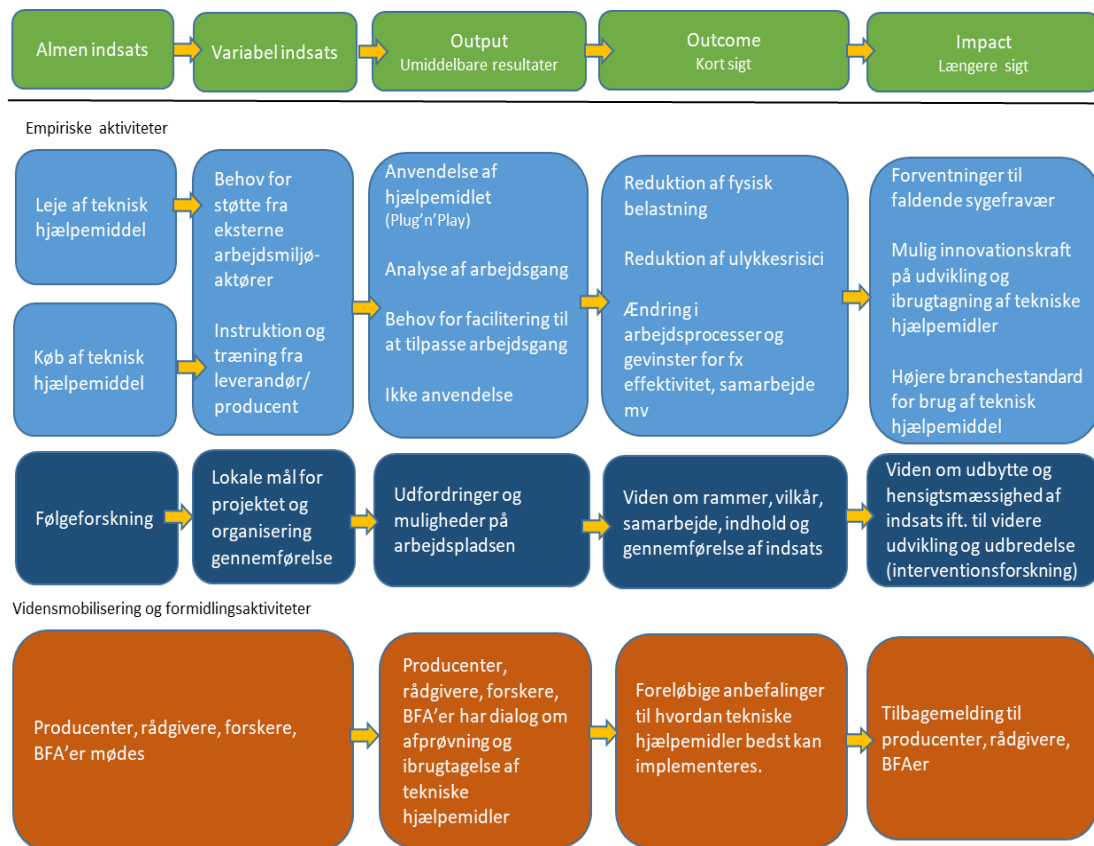 Almen indsats
Variabel indsats
Output
Umiddelbare resultater
Outcome
Kort sigt
Impact
Længere sigt
Empiriske aktiviteter
Leje af teknisk
hjælpemiddel
Køb af teknisk
hjælpemiddel
Behov for
støtte fra
eksterne
arbejdsmiljø-
aktører
Instruktion og
træning fra
leverandør/
producent
Anvendelse af
hjælpemidlet
(Plug'n'Play)
Analyse af arbejdsgang
Behov for facilitering til
at tilpasse arbejdsgang
Ikke anvendelse
Reduktion af fysisk
belastning
Reduktion af ulykkesrisici
Ændring i
arbejdsprocesser og
gevinster for fx
effektivitet, samarbejde
mv
Forventninger til
faldende sygefravær
Mulig innovationskraft
på udvikling og
ibrugtagning af tekniske
hjælpemidler
Højere branchestandard
for brug af teknisk
hjælpemiddel
Følgeforskning
Lokale mål for
projektet og
organisering
gennemførelse
Udfordringer og
muligheder på
arbejdspladsen
Viden om rammer, vilkår,
samarbejde, indhold og
gennemførelse af indsats
Viden om udbytte og
hensigtsmæssighed af
indsats ift. til videre
udvikling og udbredelse
(interventionsforskning)
Vidensmobilisering og formidlingsaktiviteter
Producenter, rådgivere, forskere,
BFA'er mødes
Producenter,
rådgivere, forskere,
BFA'er har dialog om
afprøvning og
ibrugtagelse af
tekniske
hjælpemidler
Foreløbige anbefalinger
til hvordan tekniske
hjælpemidler bedst kan
implementeres.
Tilbagemelding til
producenter, rådgivere,
BFAer